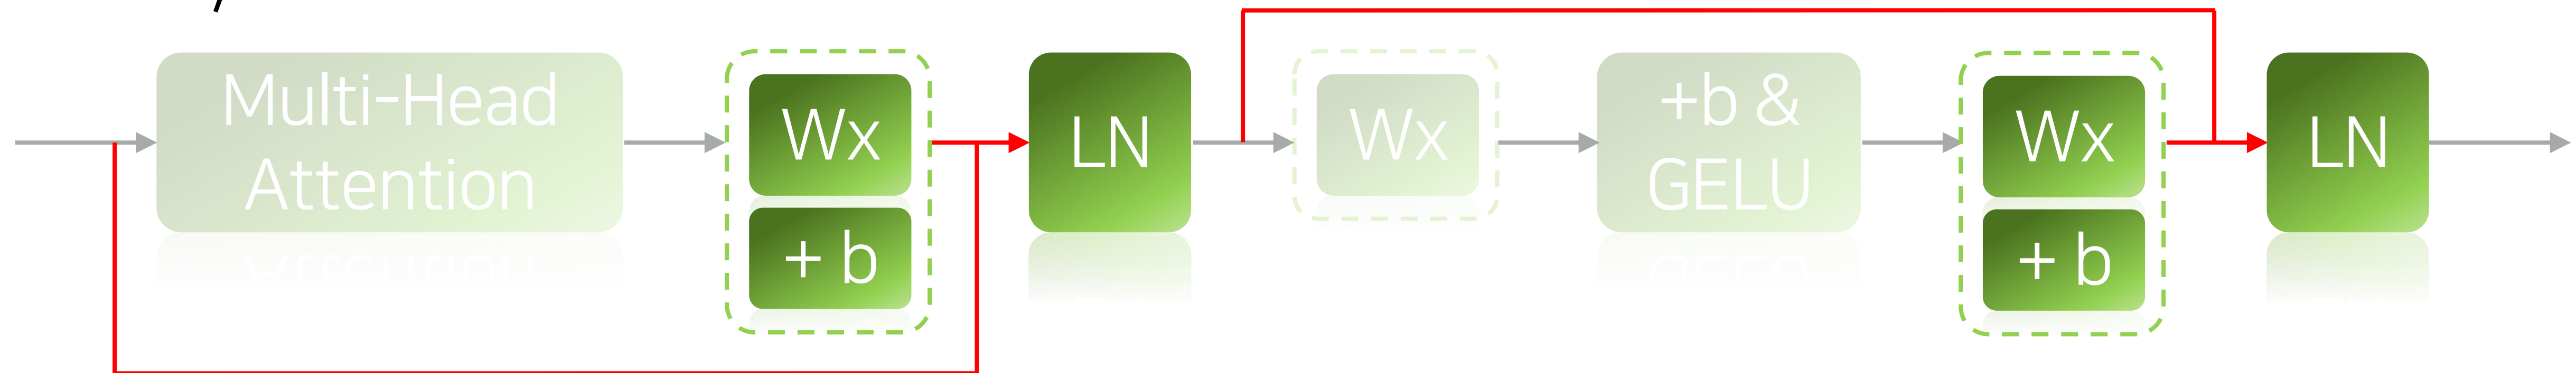 Multi-Head
Attention
Wx
+ b
LN
Wx
+b &
GELU
Wx
+ b
LN